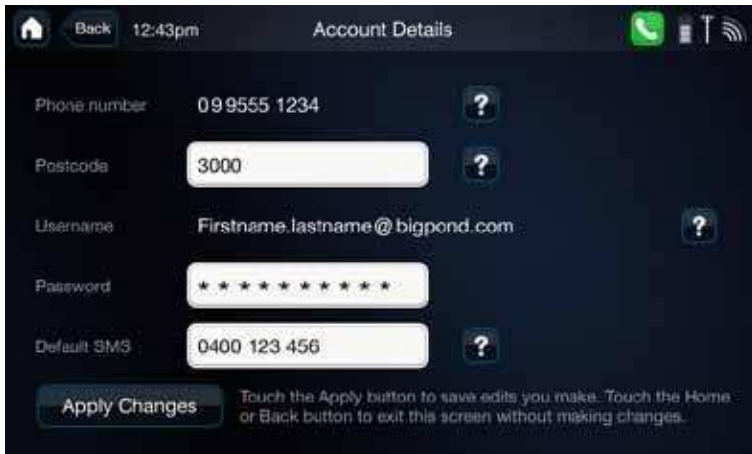 Back 12:43pm Account Details
Phone number 09 9555 1234 ?
Postcode 3000 ?
Username Firstname.lastname@bigpond.com ?
Password * * * * * * * * * *
Default SMS 0400 123 456 ?
Apply Changes Touch the Apply button to save edits you make. Touch the Home
or Back button to exit this screen without making changes.